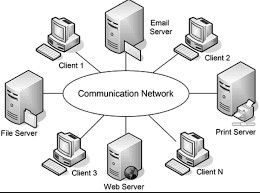 Email
Server
Client 1
Client 2
Communication Network
File Server
Print Server
Client 3
Client N
Web Server